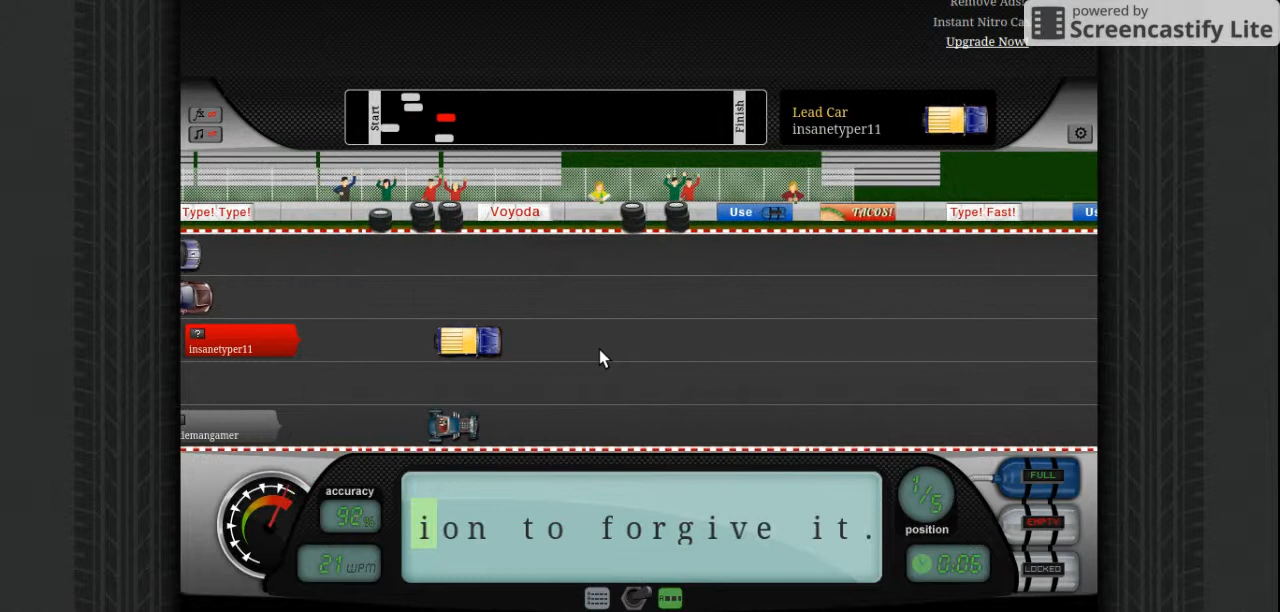 Remove Ads!
Instant Nitro Ca
Upgrade Now!
powered by
Screencastify Lite
Start
Finish
Lead Car
insanetyper11
Type! Type!
Voyoda
Use
TACOS!
Type! Fast!
insanetyper11
lemangamer
accuracy
92%
21 WPM
ion to forgive it.
1/5
position
0:06
FULL
EMPTY
LOCKED